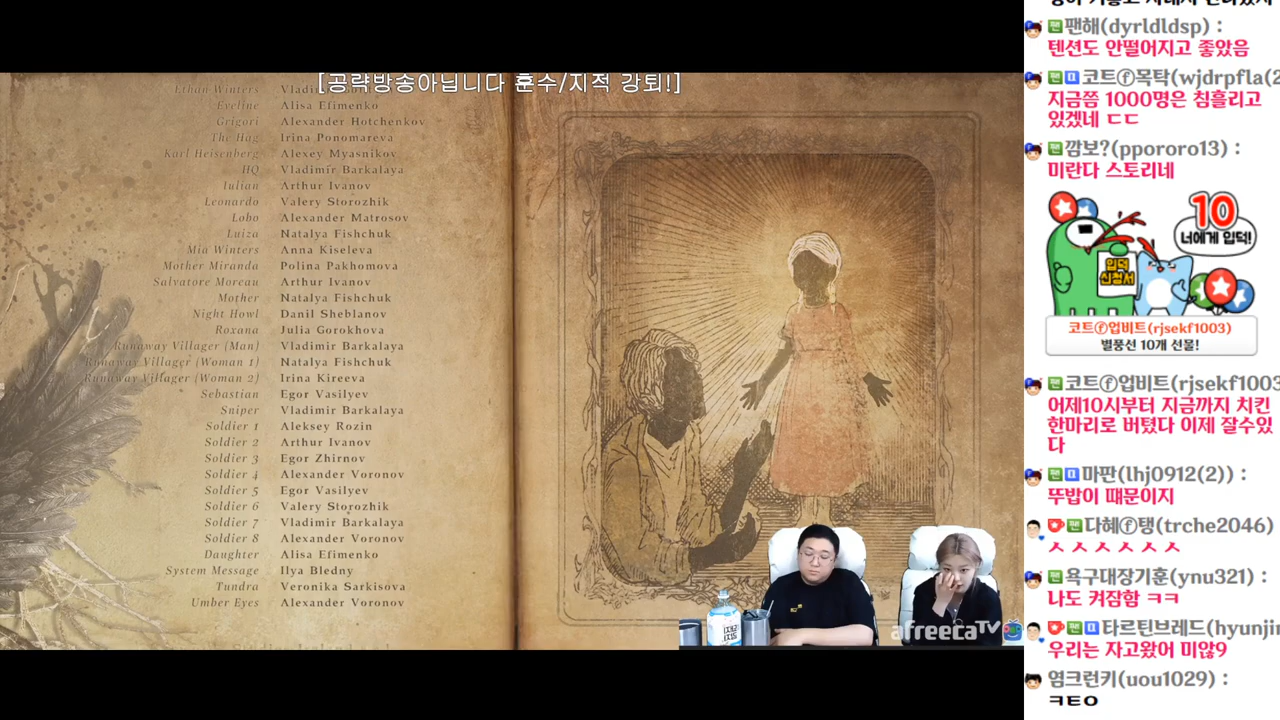 [공략방송아닙니다 훈수/지적 강퇴!]
Ethan Winters
Eveline Alisa Efimenko
Grigori Alexander Hotchenkov
The Hag Irina Ponomareva
Karl Heisenberg Alexey Myasnikov
HQ Vladimir Barkalaya
Iulian Arthur Ivanov
Leonardo Valery Storozhik
Lobo Alexander Matrosov
Luiza Natalya Fishchuk
Mia Winters Anna Kiseleva
Mother Miranda Polina Pakhomova
Salvatore Moreau Arthur Ivanov
Mother Natalya Fishchuk
Night Howl Danil Sheblanov
Roxana Julia Gorokhova
Runaway Villager (Man) Vladimir Barkalaya
Runaway Villager (Woman 1) Natalya Fishchuk
Runaway Villager (Woman 2) Irina Kireeva
Sebastian Egor Vasilyev
Sniper Vladimir Barkalaya
Soldier 1 Aleksey Rozin
Soldier 2 Arthur Ivanov
Soldier 3 Egor Zhirnov
Soldier 4 Alexander Voronov
Soldier 5 Egor Vasilyev
Soldier 6 Valery Storozhik
Soldier 7 Vladimir Barkalaya
Soldier 8 Alexander Voronov
Daughter Alisa Efimenko
System Message Ilya Bledny
Tundra Veronika Sarkisova
Umber Eyes Alexander Voronov
afreecaTV
팬 팬해(dyrldldsp) :
텐션도 안떨어지고 좋았음
팬 코트ⓕ목탁(wjdrpfla(2
지금쯤 1000명은 침흘리고
있겠네 ㄷㄷ
팬 깜보?(ppororo13) :
미란다 스토리네
10
너에게 입덕!
입덕
신청서
코트ⓕ업비트(rjsekf1003)
별풍선 10개 선물!
팬 코트ⓕ업비트(rjsekf1003
어제10시부터 지금까지 치킨
한마리로 버텼다 이제 잘수있
다
팬 마판(lhj0912(2)) :
뚜밥이 때문이지
팬 다혜ⓕ탱(trche2046) :
ㅅㅅㅅㅅㅅㅅ
팬 욕구대장기훈(ynu321) :
나도 켜잠함 ㅋㅋ
팬 타르틴브레드(hyunjin
우리는 자고왔어 미않9
염크런키(uou1029) :
ㅋㅌㅇ